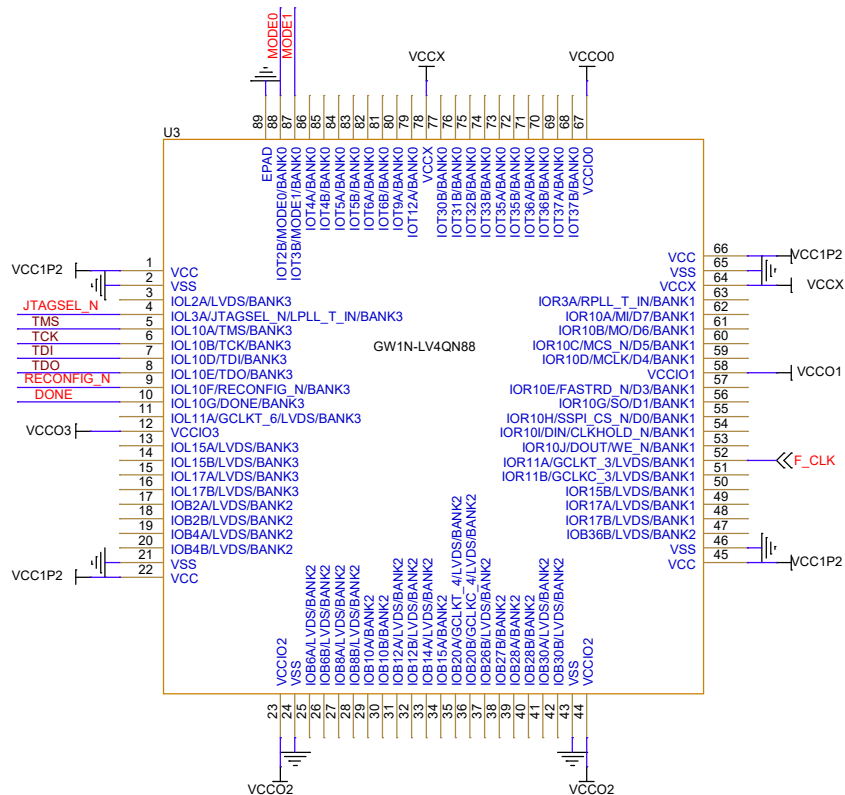 MODE0
MODE1
VCCX
VCCO0
89
88
87
86
85
84
83
82
81
80
79
78
77
76
75
74
73
72
71
70
69
68
67
U3
EPAD
IOT2B/MODE0/BANK0
IOT3B/MODE1/BANK0
IOT4A/BANK0
IOT4B/BANK0
IOT5A/BANK0
IOT5B/BANK0
IOT6A/BANK0
IOT6B/BANK0
IOT9A/BANK0
IOT12A/BANK0
VCCX
IOT30B/BANK0
IOT31B/BANK0
IOT32B/BANK0
IOT33B/BANK0
IOT35A/BANK0
IOT35B/BANK0
IOT36A/BANK0
IOT36B/BANK0
IOT37A/BANK0
IOT37B/BANK0
VCCIO0
VCC1P2
1 VCC
2 VSS
3 IOL2A/LVDS/BANK3
JTAGSEL_N 4 IOL3A/JTAGSEL_N/LPLL_T_IN/BANK3
TMS 5 IOL10A/TMS/BANK3
TCK 6 IOL10B/TCK/BANK3
TDI 7 IOL10D/TDI/BANK3
TDO 8 IOL10E/TDO/BANK3
RECONFIG_N 9 IOL10F/RECONFIG_N/BANK3
DONE 10 IOL10G/DONE/BANK3
11 IOL11A/GCLKT_6/LVDS/BANK3
VCCO3 12 VCCIO3
13 IOL15A/LVDS/BANK3
14 IOL15B/LVDS/BANK3
15 IOL17A/LVDS/BANK3
16 IOL17B/LVDS/BANK3
17 IOB2A/LVDS/BANK2
18 IOB2B/LVDS/BANK2
19 IOB4A/LVDS/BANK2
20 IOB4B/LVDS/BANK2
21 VSS
VCC1P2 22 VCC
GW1N-LV4QN88
VCC 66 VCC1P2
VSS 65
VCCX 64 VCCX
IOR3A/RPLL_T_IN/BANK1 63
IOR10A/MI/D7/BANK1 62
IOR10B/MO/D6/BANK1 61
IOR10C/MCS_N/D5/BANK1 60
IOR10D/MCLK/D4/BANK1 59
VCCIO1 58 VCCO1
IOR10E/FASTRD_N/D3/BANK1 57
IOR10G/SO/D1/BANK1 56
IOR10H/SSPI_CS_N/D0/BANK1 55
IOR10I/DIN/CLKHOLD_N/BANK1 54
IOR10J/DOUT/WE_N/BANK1 53
IOR11A/GCLKT_3/LVDS/BANK1 52 F_CLK
IOR11B/GCLKC_3/LVDS/BANK1 51
IOR15B/LVDS/BANK1 50
IOR17A/LVDS/BANK1 49
IOR17B/LVDS/BANK1 48
IOB36B/LVDS/BANK2 47
VSS 46
VCC 45 VCC1P2
VCCIO2
VSS
IOB6A/LVDS/BANK2
IOB6B/LVDS/BANK2
IOB8A/LVDS/BANK2
IOB8B/LVDS/BANK2
IOB10A/BANK2
IOB10B/BANK2
IOB12A/LVDS/BANK2
IOB12B/LVDS/BANK2
IOB14A/LVDS/BANK2
IOB15A/BANK2
IOB20A/GCLKT_4/LVDS/BANK2
IOB20B/GCLKC_4/LVDS/BANK2
IOB26B/LVDS/BANK2
IOB27B/BANK2
IOB28A/BANK2
IOB28B/BANK2
IOB30A/LVDS/BANK2
IOB30B/LVDS/BANK2
VSS
VCCIO2
23
24
25
26
27
28
29
30
31
32
33
34
35
36
37
38
39
40
41
42
43
44
VCCO2
VCCO2